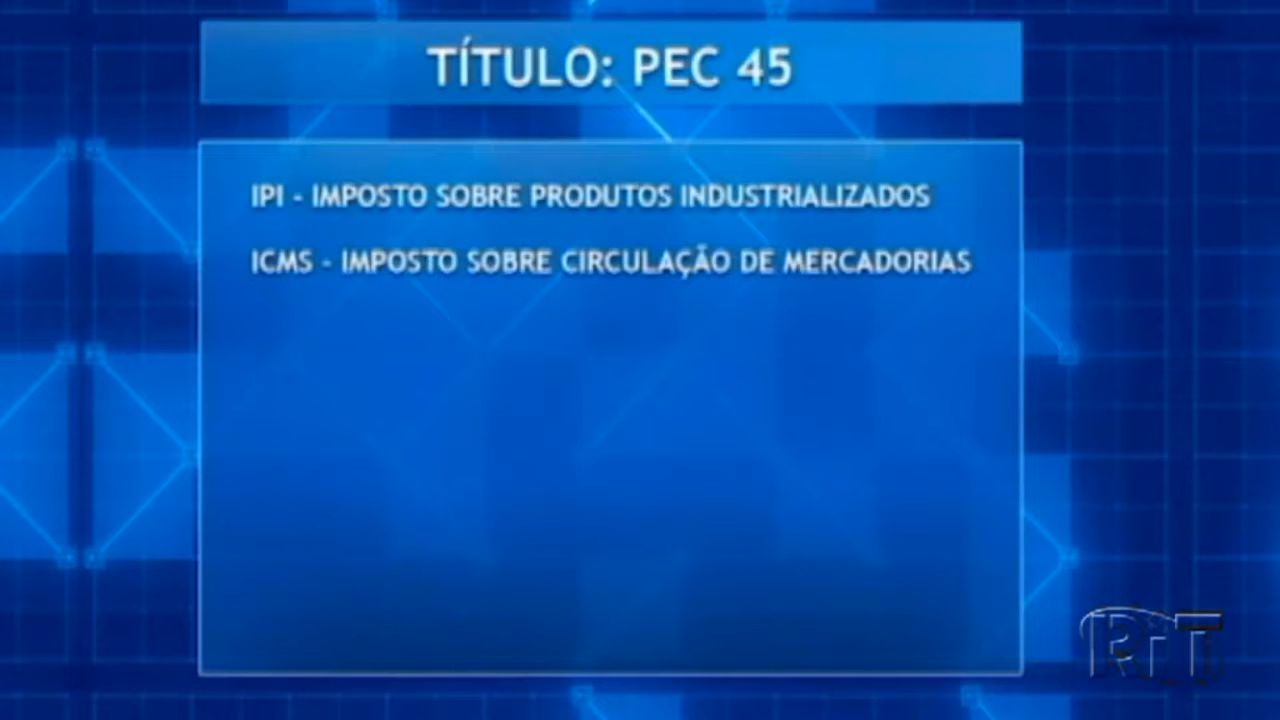 TÍTULO: PEC 45
IPI - IMPOSTO SOBRE PRODUTOS INDUSTRIALIZADOS
ICMS - IMPOSTO SOBRE CIRCULAÇÃO DE MERCADORIAS
RiT